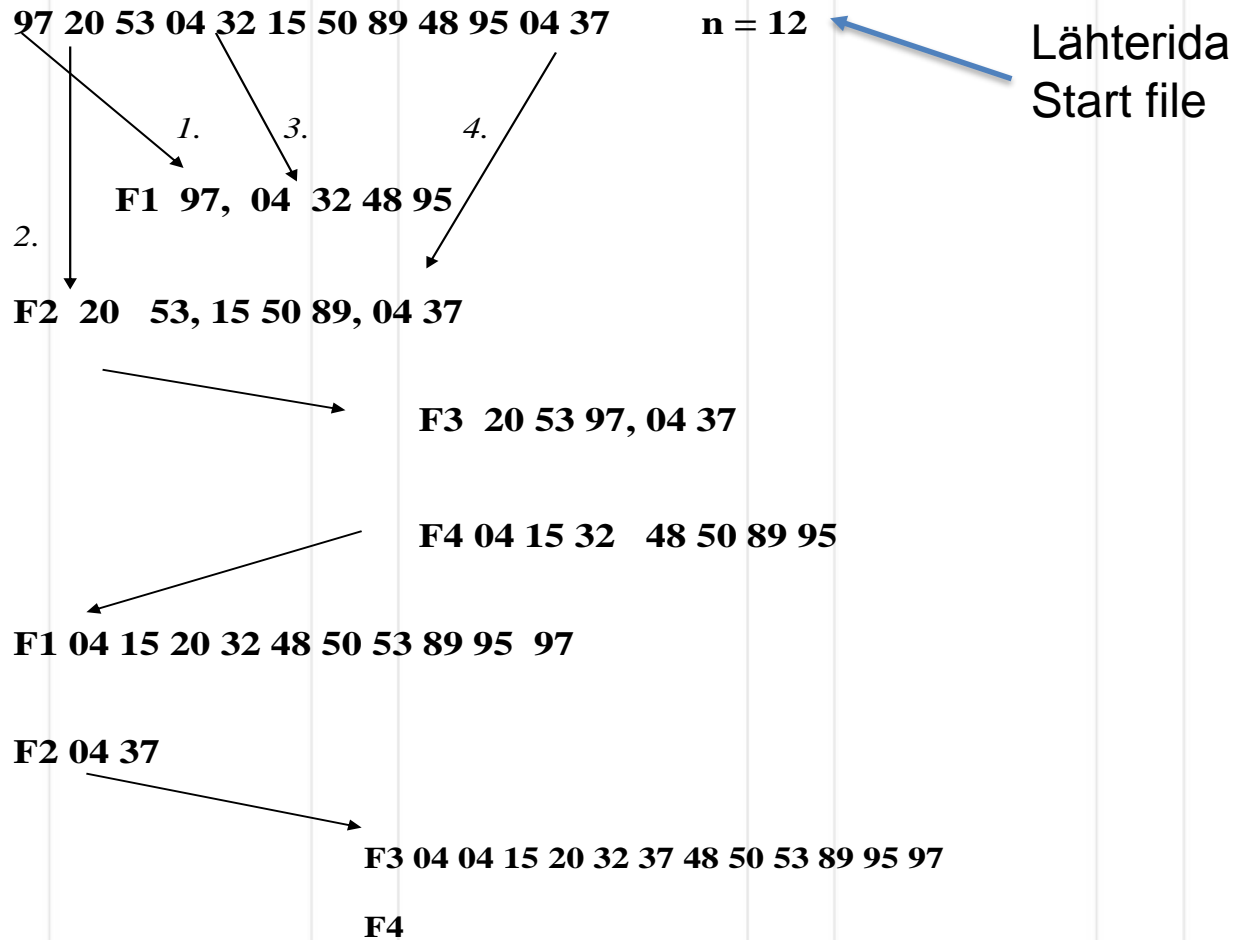 97 20 53 04 32 15 50 89 48 95 04 37 n = 12
Lähterida
Start file
1. 3. 4.
F1 97, 04 32 48 95
2.
F2 20 53, 15 50 89, 04 37
F3 20 53 97, 04 37
F4 04 15 32 48 50 89 95
F1 04 15 20 32 48 50 53 89 95 97
F2 04 37
F3 04 04 15 20 32 37 48 50 53 89 95 97
F4